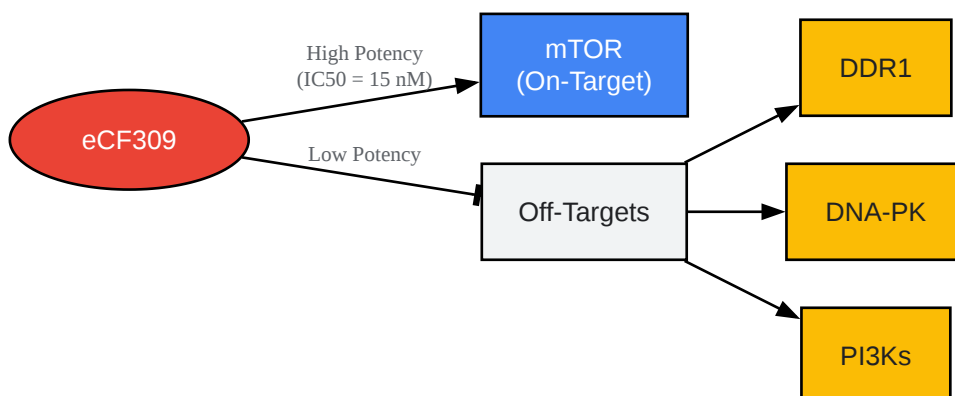 High Potency
(IC50 = 15 nM)
mTOR
(On-Target)
DDR1
eCF309
Low Potency
Off-Targets
DNA-PK
PI3Ks